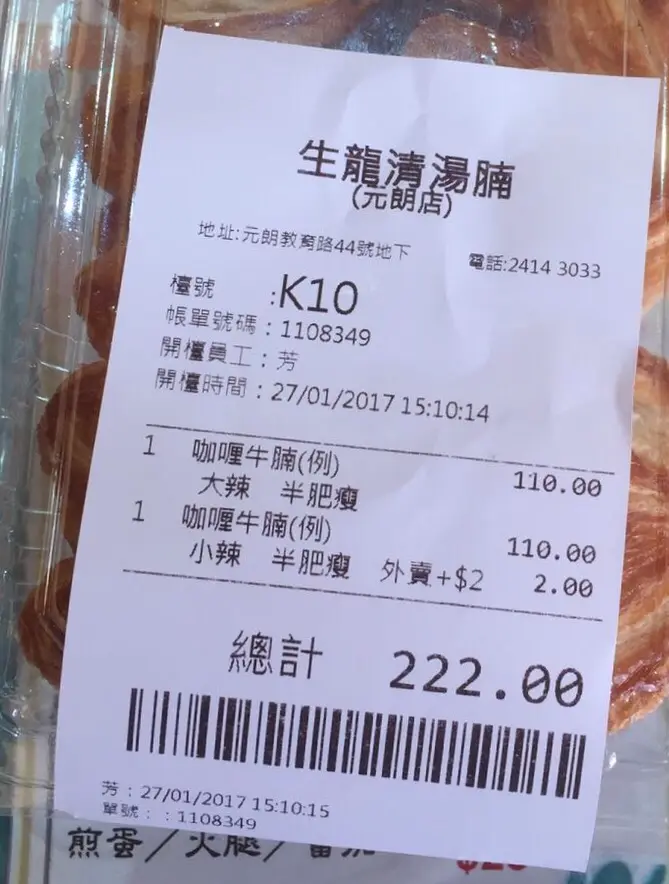 生龍清湯腩
(元朗店)
地址:元朗教育路44號地下 電話:2414 3033
檯號 :K10
帳單號碼：1108349
開檯員工：芳
開檯時間：27/01/2017 15:10:14
1 咖喱牛腩(例) 110.00
大辣 半肥瘦
1 咖喱牛腩(例) 110.00
小辣 半肥瘦 外賣+$2 2.00
總計 222.00
芳：27/01/2017 15:10:15
單號：：1108349
煎蛋／火腿／